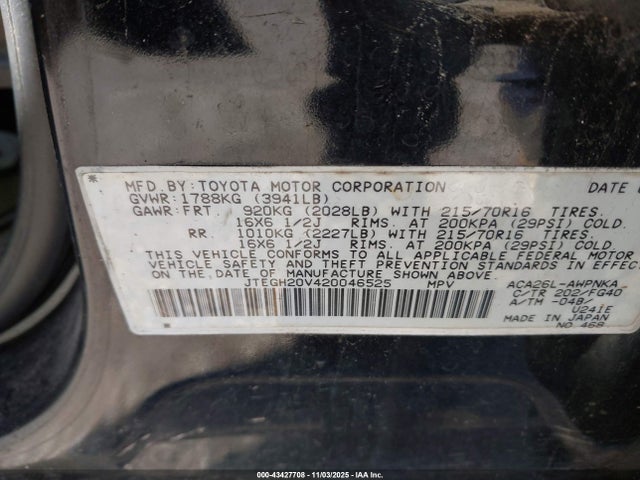 MFD.BY:TOYOTA MOTOR CORPORATION DATE
GVWR:1788KG (3941LB)
GAWR:FRT. 920KG (2028LB) WITH 215/70R16 TIRES.
16X6 1/2J RIMS. AT 200KPA (29PSI) COLD
RR. 1010KG (2227LB) WITH 215/70R16 TIRES.
16X6 1/2J RIMS. AT 200KPA (29PSI) COLD.
THIS VEHICLE CONFORMS TO ALL APPLICABLE FEDERAL MOTOR
VEHICLE SAFETY AND THEFT PREVENTION STANDARDS IN EFFEC
ON THE DATE OF MANUFACTURE SHOWN ABOVE.
JTEGH20V420046525 MPV ACA26L-AWPNKA
C/TR 202/FG40
A/TM -04B/
U241E
MADE IN JAPAN
NO 468
000-43427708 - 11/03/2025 - IAA Inc.